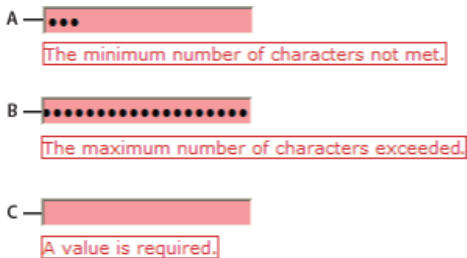 A
The minimum number of characters not met.
B
The maximum number of characters exceeded.
C
A value is required.